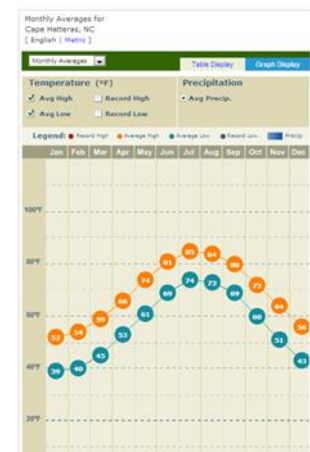 Monthly Averages for
Cape Hatteras, NC
[ English | Metric ]
Monthly Averages
Table Display Graph Display
Temperature (°F) Precipitation
Avg High Record High Avg Precip.
Avg Low Record Low
Legend: Record High Average High Average Low Record Low Precip
Jan Feb Mar Apr May Jun Jul Aug Sep Oct Nov Dec
100°F
80°F
60°F
40°F
20°F
52 54 59 66 74 81 85 84 80 72 64 56
39 40 45 53 61 69 74 73 69 60 51 43